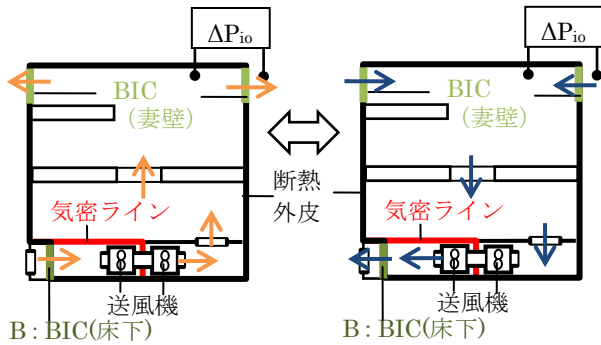 ΔPio
BIC
（妻壁）
気密ライン
送風機
B : BIC(床下)
断熱
外皮
ΔPio
BIC
（妻壁）
気密ライン
送風機
B : BIC(床下)